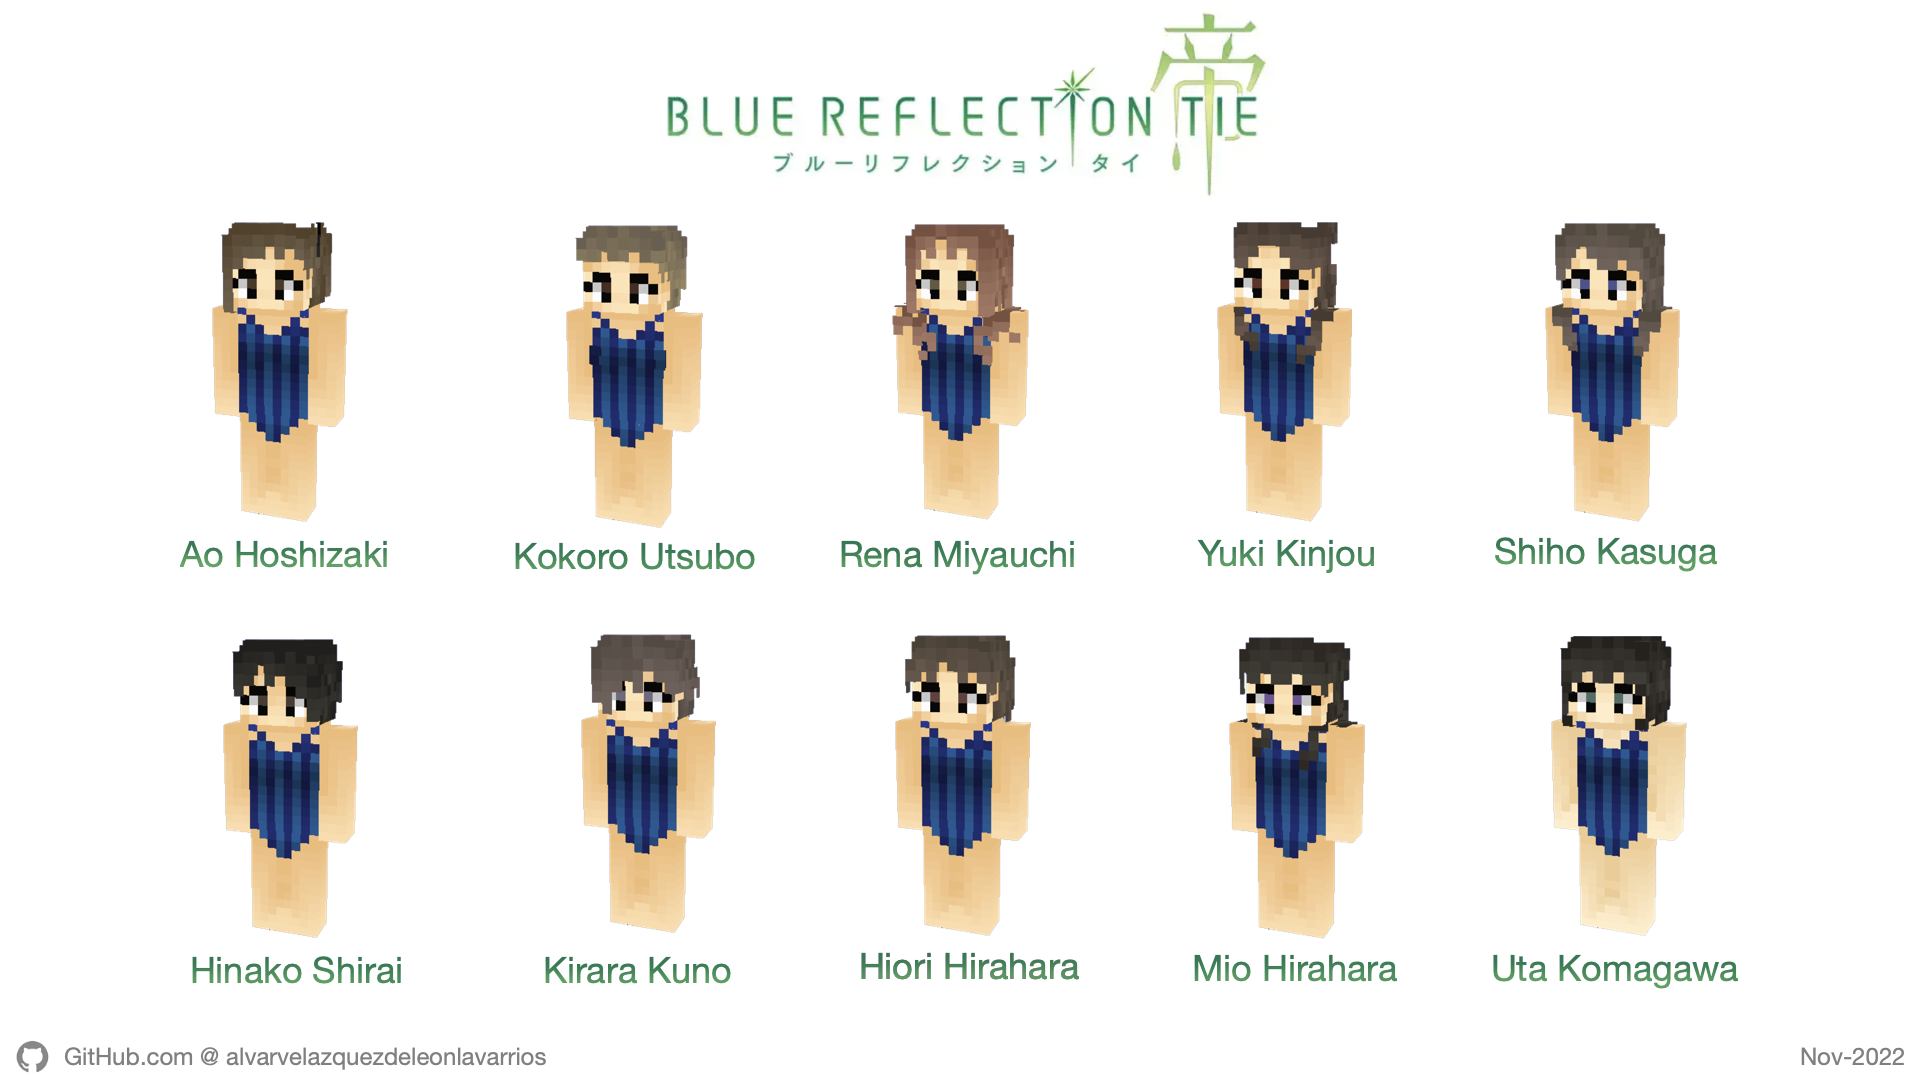 帝
BLUE REFLECTION TIE
ブルーリフレクション タイ
Ao Hoshizaki
Kokoro Utsubo
Rena Miyauchi
Yuki Kinjou
Shiho Kasuga
Hinako Shirai
Kirara Kuno
Hiori Hirahara
Mio Hirahara
Uta Komagawa
GitHub.com @ alvarvelazquezdeleonlavarrios
Nov-2022